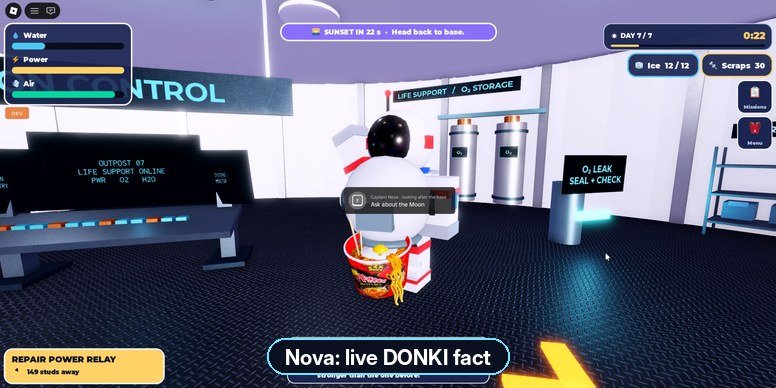 Water
Power
Air
DEV
SUNSET IN 22 s • Head back to base.
DAY 7 / 7
0:22
Ice 12 / 12
Scraps 30
Missions
Menu
CONTROL
LIFE SUPPORT / O₂ STORAGE
O₂
O₂
OUTPOST 07
LIFE SUPPORT ONLINE
PWR O2 H2O
O₂ LEAK
SEAL + CHECK
Captain Nova · looking after the base
Ask about the Moon
REPAIR POWER RELAY
149 studs away
Nova: live DONKI fact
stronger than the one before.